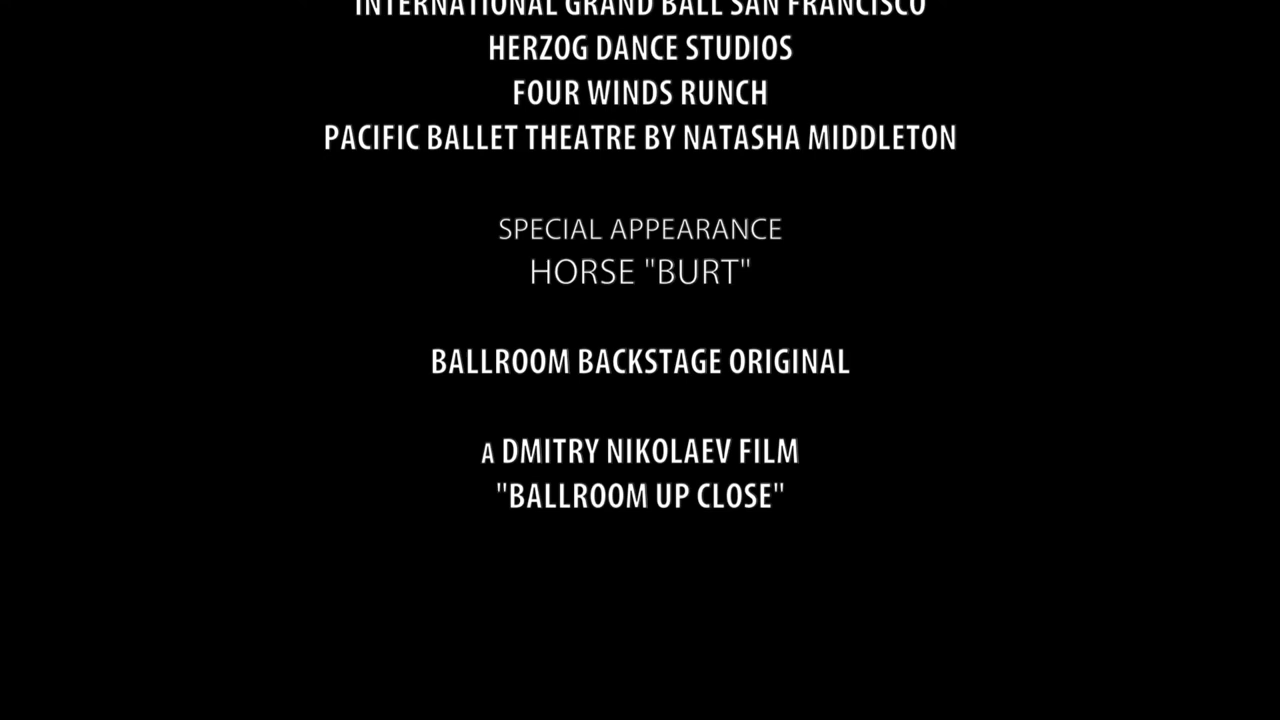 INTERNATIONAL GRAND BALL SAN FRANCISCO
HERZOG DANCE STUDIOS
FOUR WINDS RUNCH
PACIFIC BALLET THEATRE BY NATASHA MIDDLETON
SPECIAL APPEARANCE
HORSE "BURT"
BALLROOM BACKSTAGE ORIGINAL
A DMITRY NIKOLAEV FILM
"BALLROOM UP CLOSE"